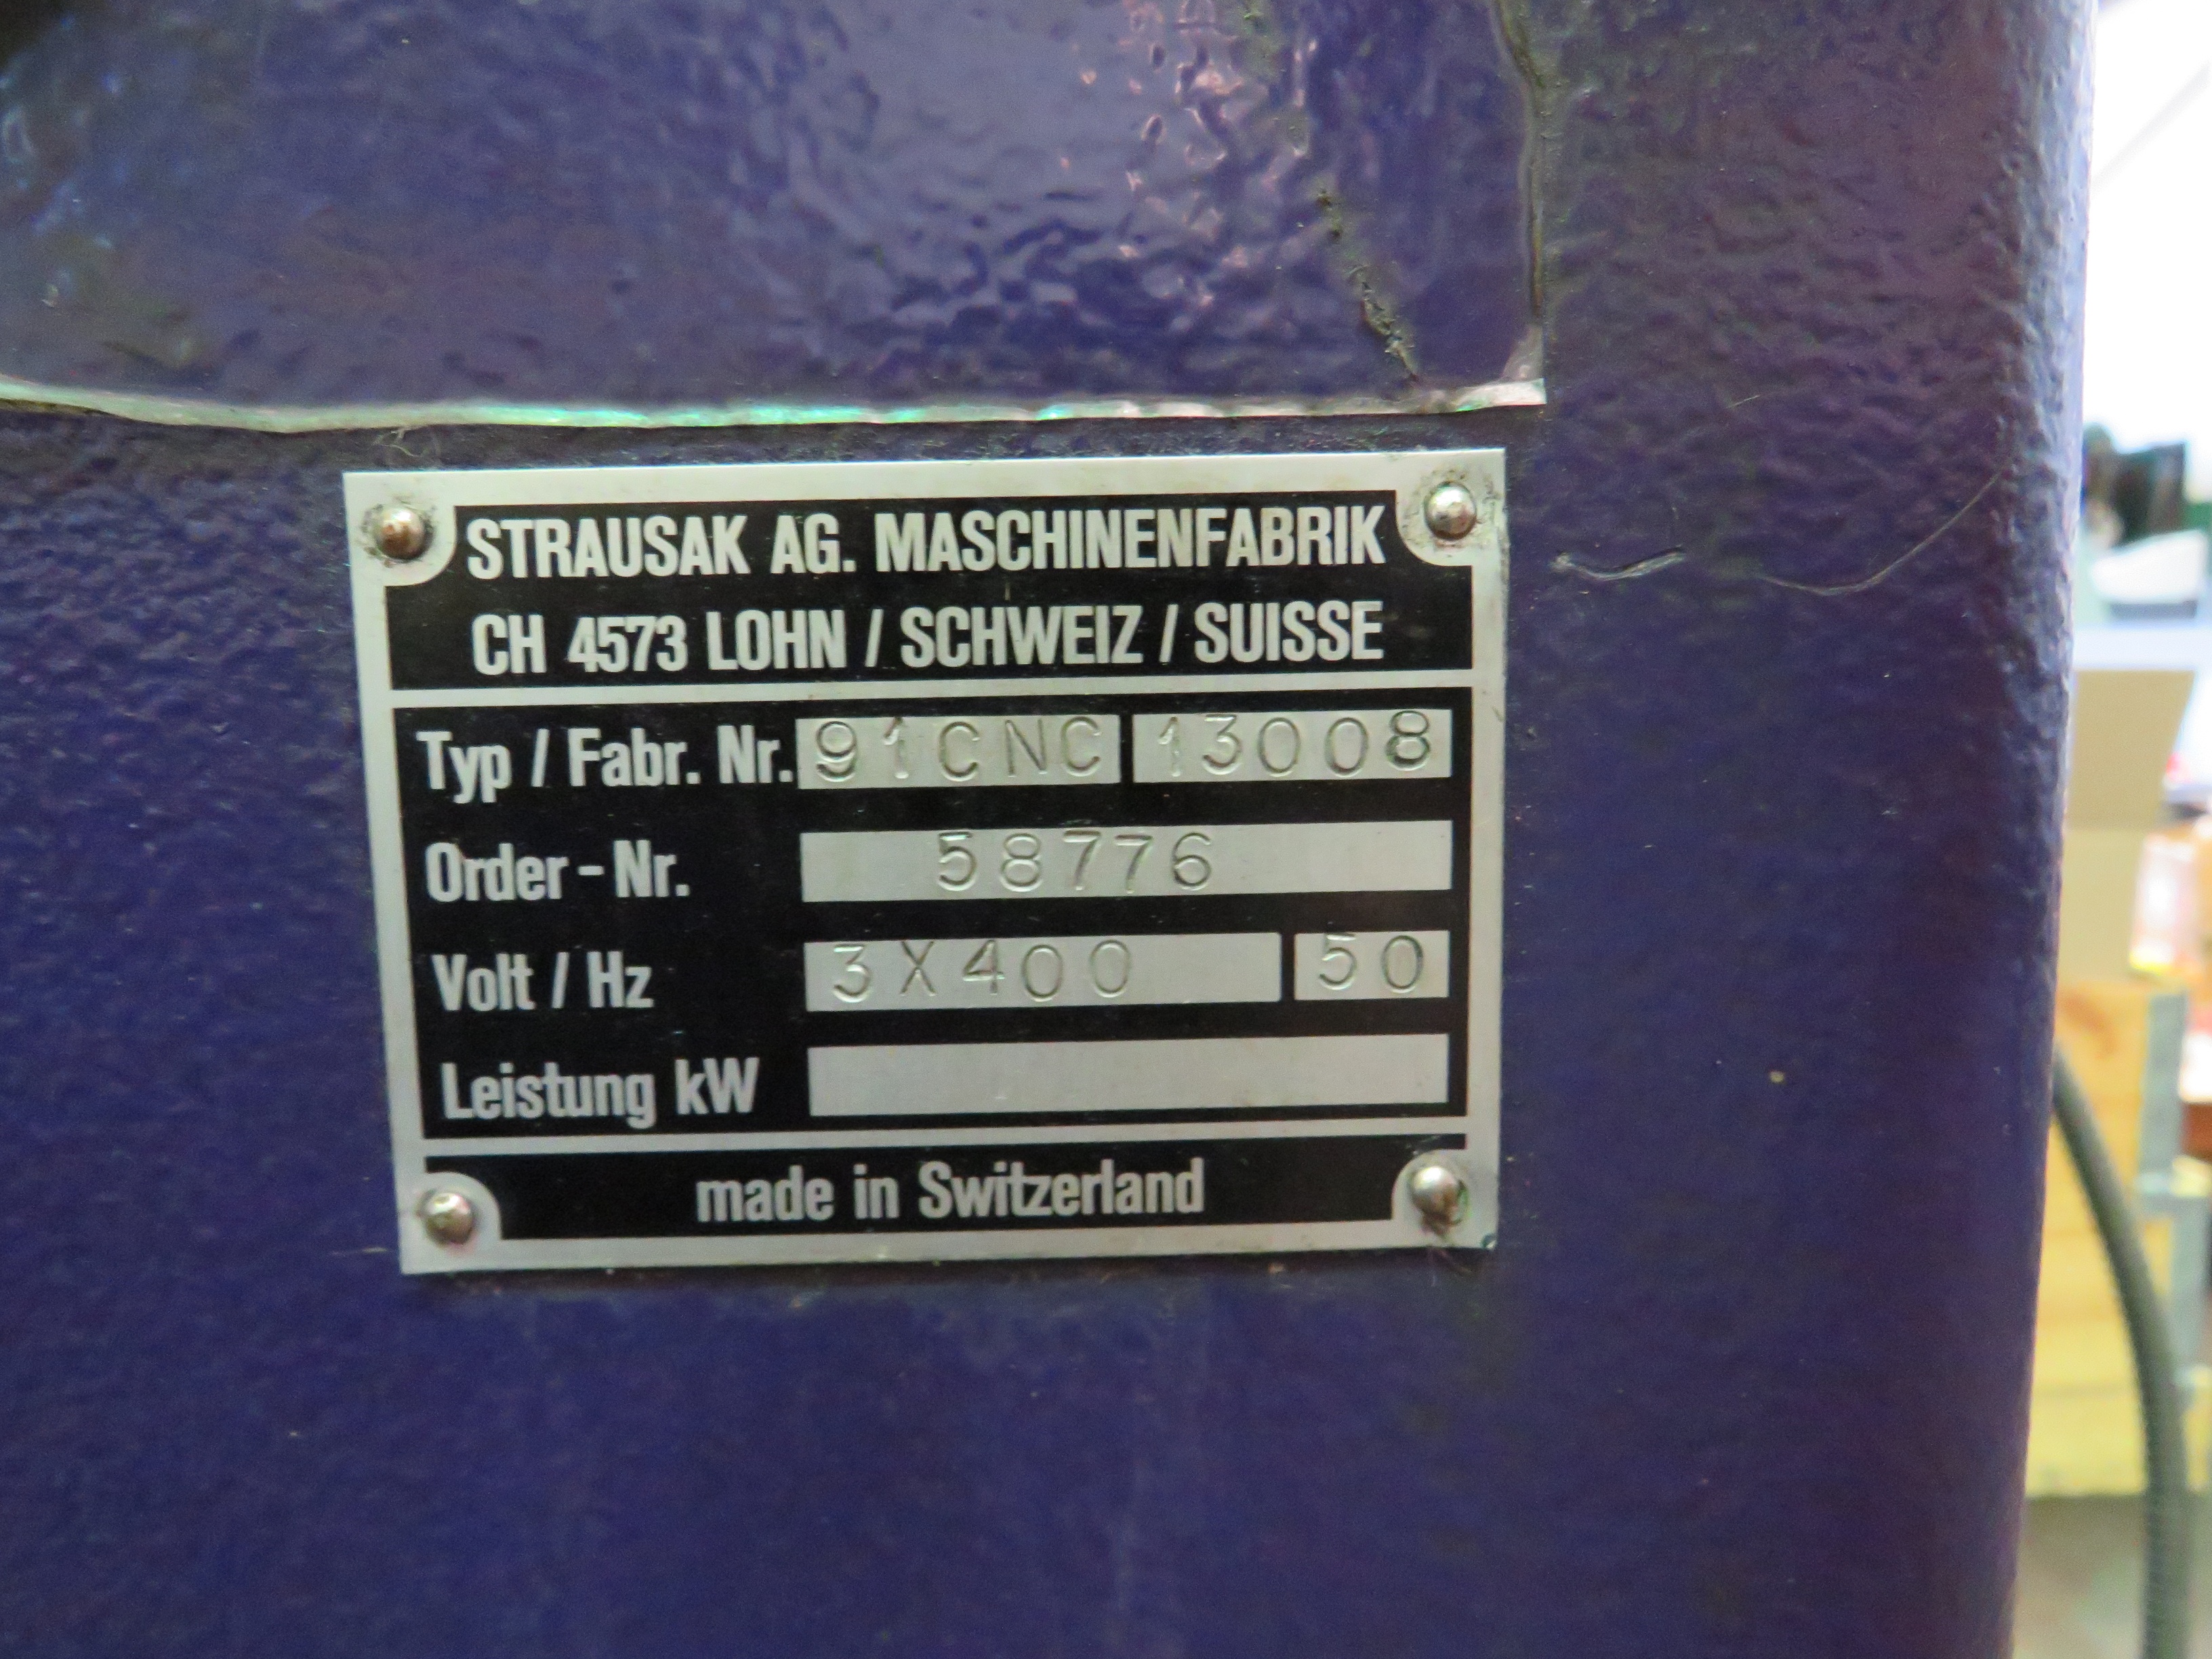 STRAUSAK AG. MASCHINENFABRIK
CH 4573 LOHN / SCHWEIZ / SUISSE
Typ / Fabr. Nr. 91CNC 13008
Order - Nr. 58776
Volt / Hz 3X400 50
Leistung kW
made in Switzerland